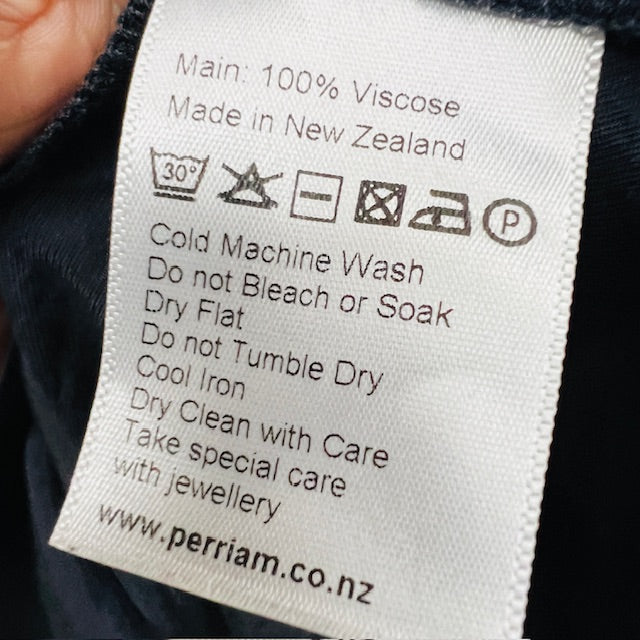 Main: 100% Viscose
Made in New Zealand
30° P
Cold Machine Wash
Do not Bleach or Soak
Dry Flat
Do not Tumble Dry
Cool Iron
Dry Clean with Care
Take special care
with jewellery
www.perriam.co.nz